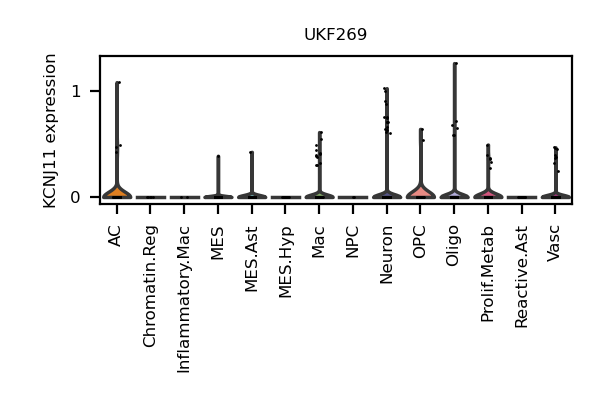 UKF269
KCNJ11 expression
1
0
AC
Chromatin.Reg
Inflammatory.Mac
MES
MES.Ast
MES.Hyp
Mac
NPC
Neuron
OPC
Oligo
Prolif.Metab
Reactive.Ast
Vasc